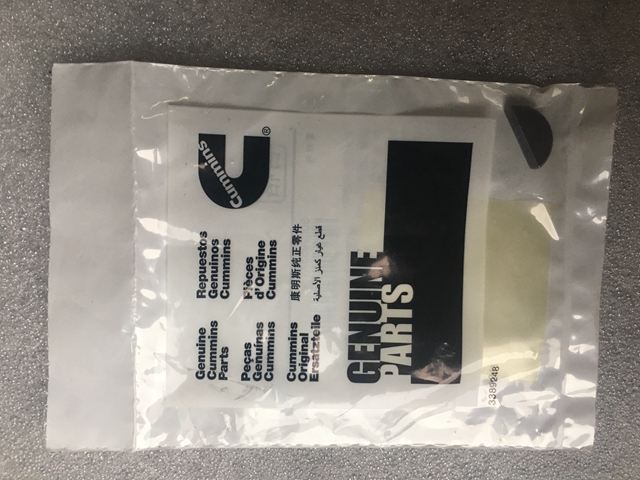 Cummins
®
Genuine
Cummins
Parts
Repuestos
Genuinos
Cummins
Peças
Genuínas
Cummins
Pièces
d'Origine
Cummins
Cummins
Original
Ersatzteile
康明斯纯正零件
قطع غيار كمنز الأصلية
GENUINE
PARTS
3389248